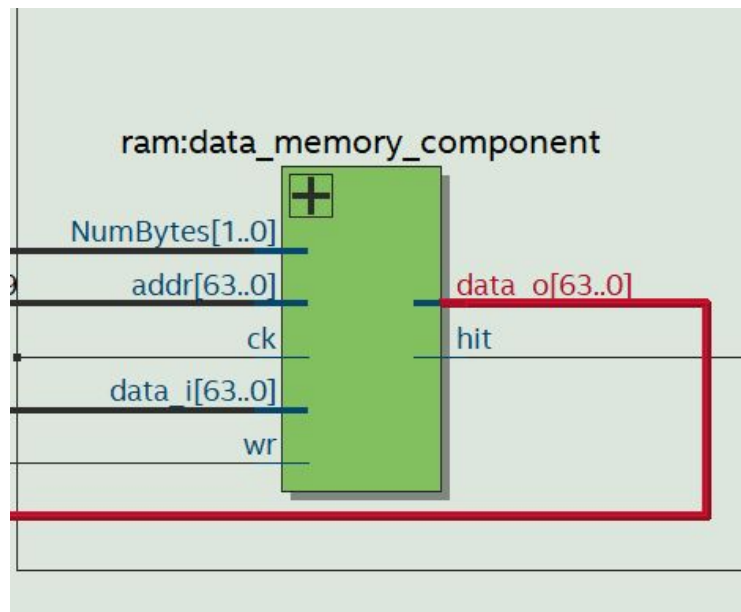 ram:data_memory_component
NumBytes[1..0]
addr[63..0]
data_o[63..0]
ck
hit
data_i[63..0]
wr